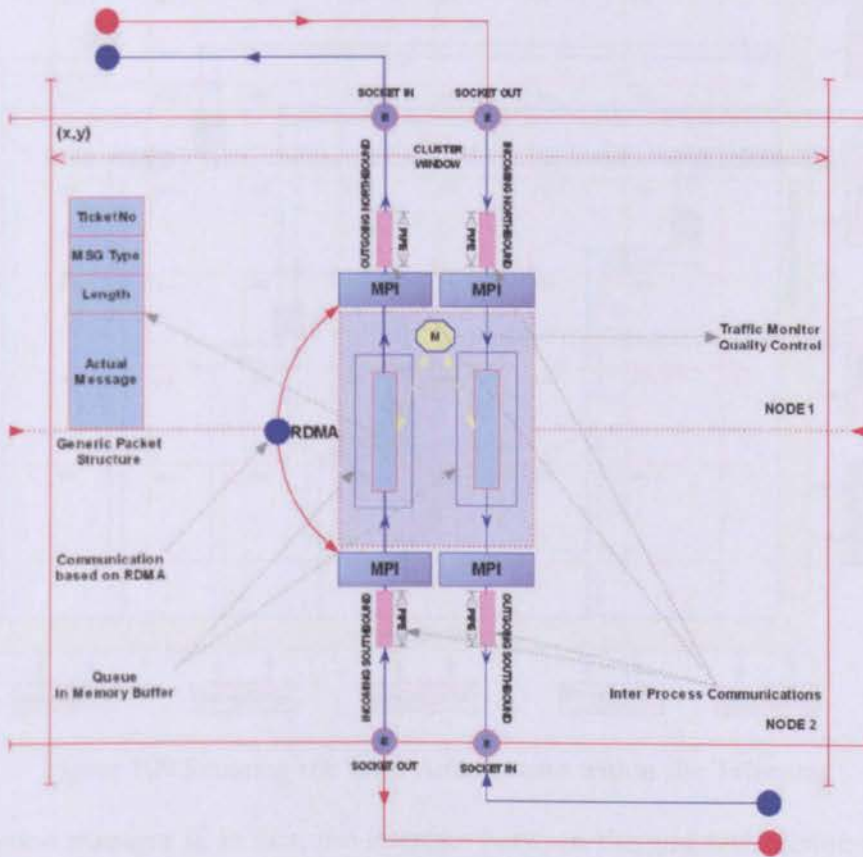 SOCKET IN
SOCKET OUT
(x,y)
CLUSTER
WINDOW
OUTGOING NORTHBOUND
INCOMING NORTHBOUND
PIPE
PIPE
TicketNo
MSG Type
Length
Actual
Message
Generic Packet
Structure
MPI
MPI
M
Traffic Monitor
Quality Control
NODE 1
RDMA
Communication
based on RDMA
MPI
MPI
PIPE
PIPE
INCOMING SOUTHBOUND
OUTGOING SOUTHBOUND
Queue
in Memory Buffer
Inter Process Communications
NODE 2
SOCKET OUT
SOCKET IN